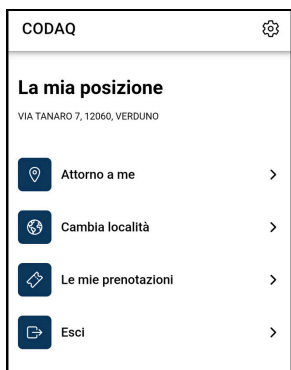 CODAQ
La mia posizione
VIA TANARO 7, 12060, VERDUNO
Attorno a me
Cambia località
Le mie prenotazioni
Esci